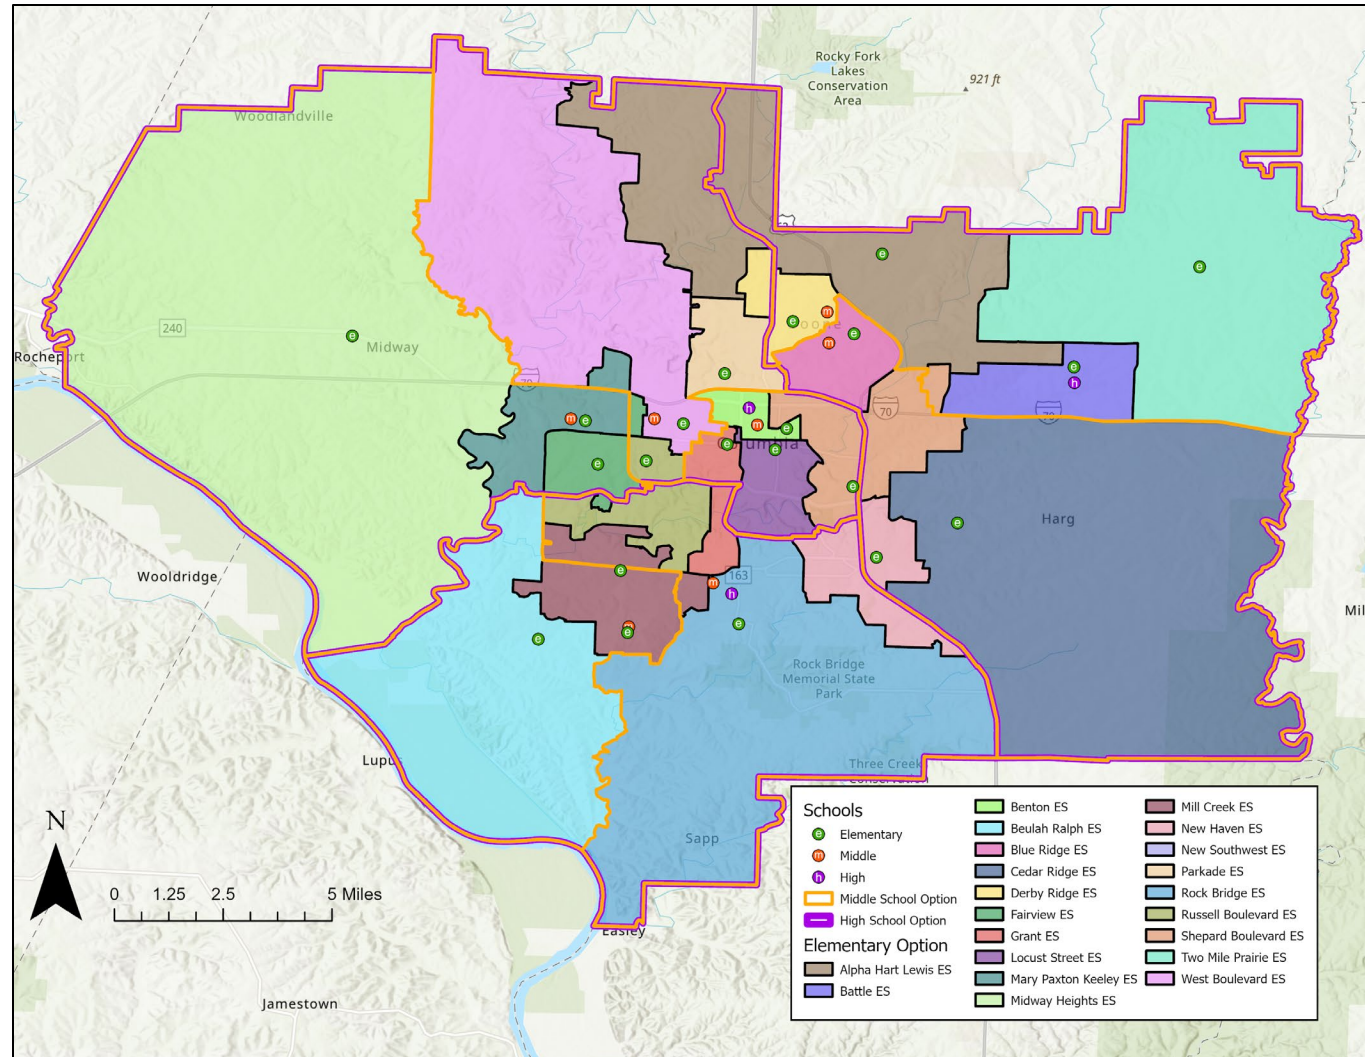 Rocky Fork
Lakes
Conservation
Area
921 ft
Woodlandville
240
Midway
Rocheport
70
70
70
Harg
Wooldridge
163
Rock Bridge
Memorial State
Park
Lupus
Three Creek
Conservation
Sapp
Easley
Jamestown
Mil
N
0 1.25 2.5 5 Miles
Schools
e Elementary
m Middle
h High
Middle School Option
High School Option
Elementary Option
Alpha Hart Lewis ES
Battle ES
Benton ES
Beulah Ralph ES
Blue Ridge ES
Cedar Ridge ES
Derby Ridge ES
Fairview ES
Grant ES
Locust Street ES
Mary Paxton Keeley ES
Midway Heights ES
Mill Creek ES
New Haven ES
New Southwest ES
Parkade ES
Rock Bridge ES
Russell Boulevard ES
Shepard Boulevard ES
Two Mile Prairie ES
West Boulevard ES